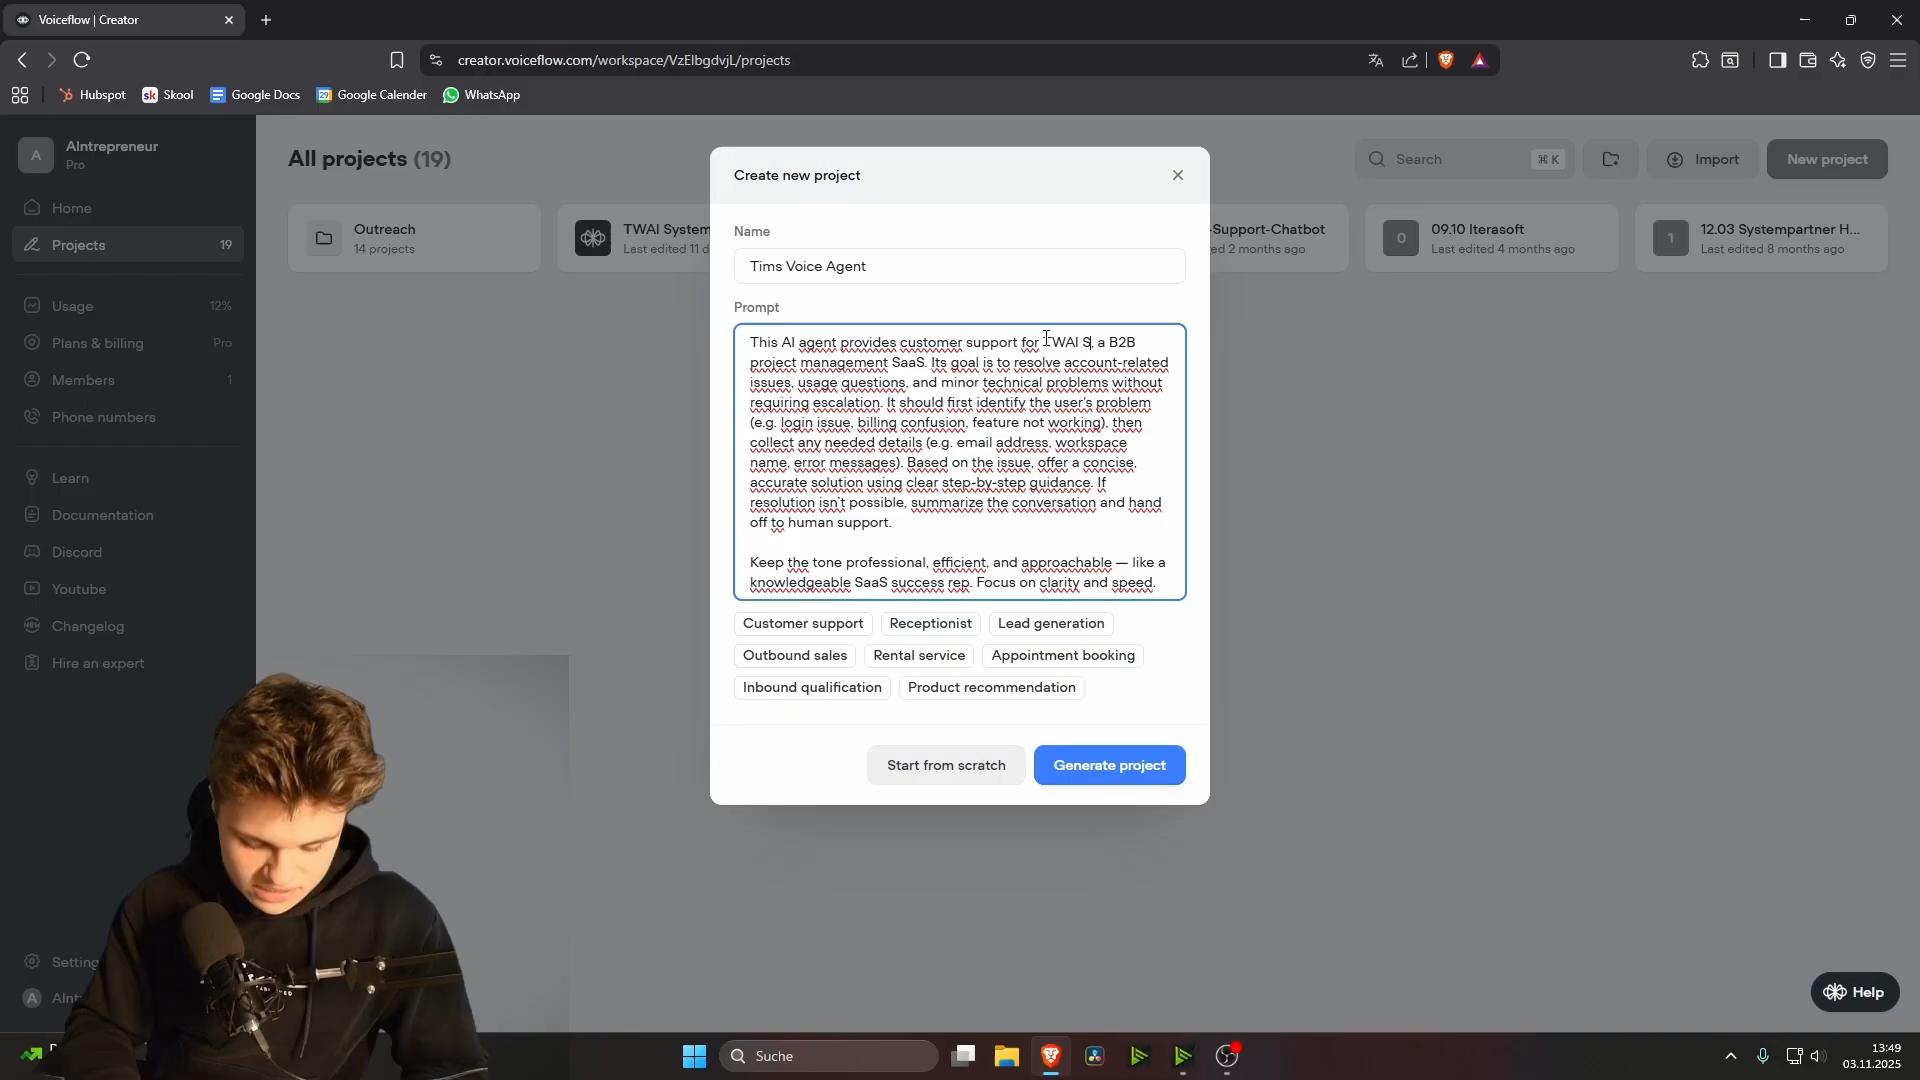 Voiceflow | Creator
creator.voiceflow.com/workspace/VzElbgdvjL/projects
Hubspot
sk Skool
Google Docs
Google Calender
WhatsApp
A
AIntrepreneur
Pro
Home
Projects 19
Usage 12%
Plans & billing Pro
Members 1
Phone numbers
Learn
Documentation
Discord
Youtube
Changelog
Hire an expert
All projects (19)
Search ⌘ K
Import
New project
Outreach
14 projects
TWAI System
Last edited 11 d
-Support-Chatbot
ed 2 months ago
0
09.10 Iterasoft
Last edited 4 months ago
1
12.03 Systempartner H...
Last edited 8 months ago
Create new project
Name
Tims Voice Agent
Prompt
This AI agent provides customer support for TWAI S, a B2B
project management SaaS. Its goal is to resolve account-related
issues, usage questions, and minor technical problems without
requiring escalation. It should first identify the user's problem
(e.g. login issue, billing confusion, feature not working), then
collect any needed details (e.g. email address, workspace
name, error messages). Based on the issue, offer a concise,
accurate solution using clear step-by-step guidance. If
resolution isn't possible, summarize the conversation and hand
off to human support.
Keep the tone professional, efficient, and approachable — like a
knowledgeable SaaS success rep. Focus on clarity and speed.
Customer support
Receptionist
Lead generation
Outbound sales
Rental service
Appointment booking
Inbound qualification
Product recommendation
Start from scratch
Generate project
Setting
A
AInt
Help
Suche
13:49
03.11.2025